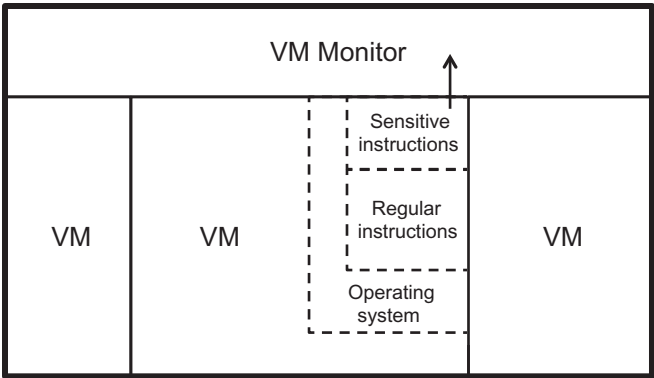 VM Monitor
Sensitive
instructions
Regular
instructions
VM
VM
VM
Operating
system